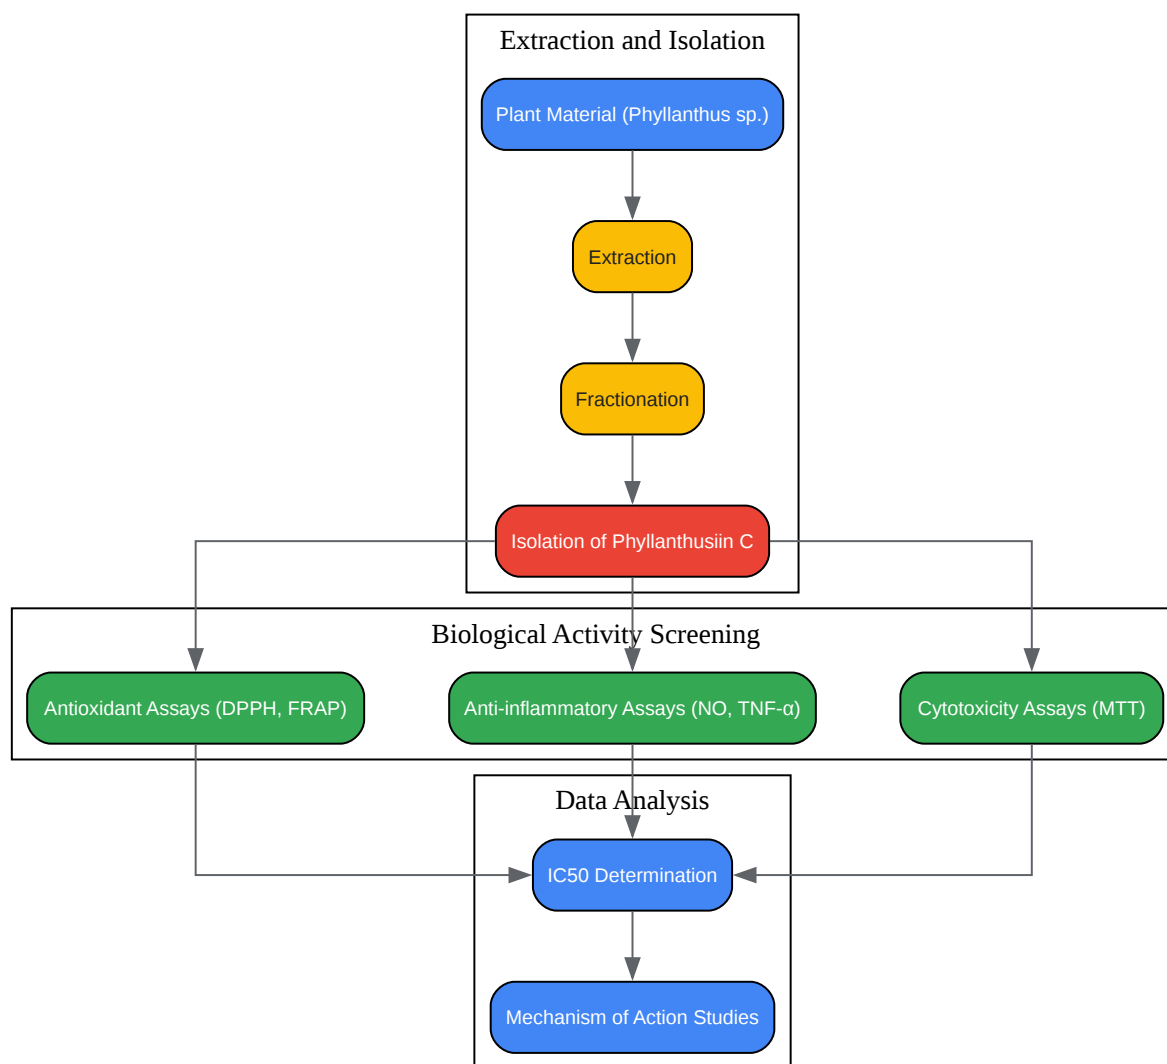 Extraction and Isolation
Plant Material (Phyllanthus sp.)
Extraction
Fractionation
Isolation of Phyllanthusiin C
Biological Activity Screening
Antioxidant Assays (DPPH, FRAP)
Anti-inflammatory Assays (NO, TNF-α)
Cytotoxicity Assays (MTT)
Data Analysis
IC50 Determination
Mechanism of Action Studies